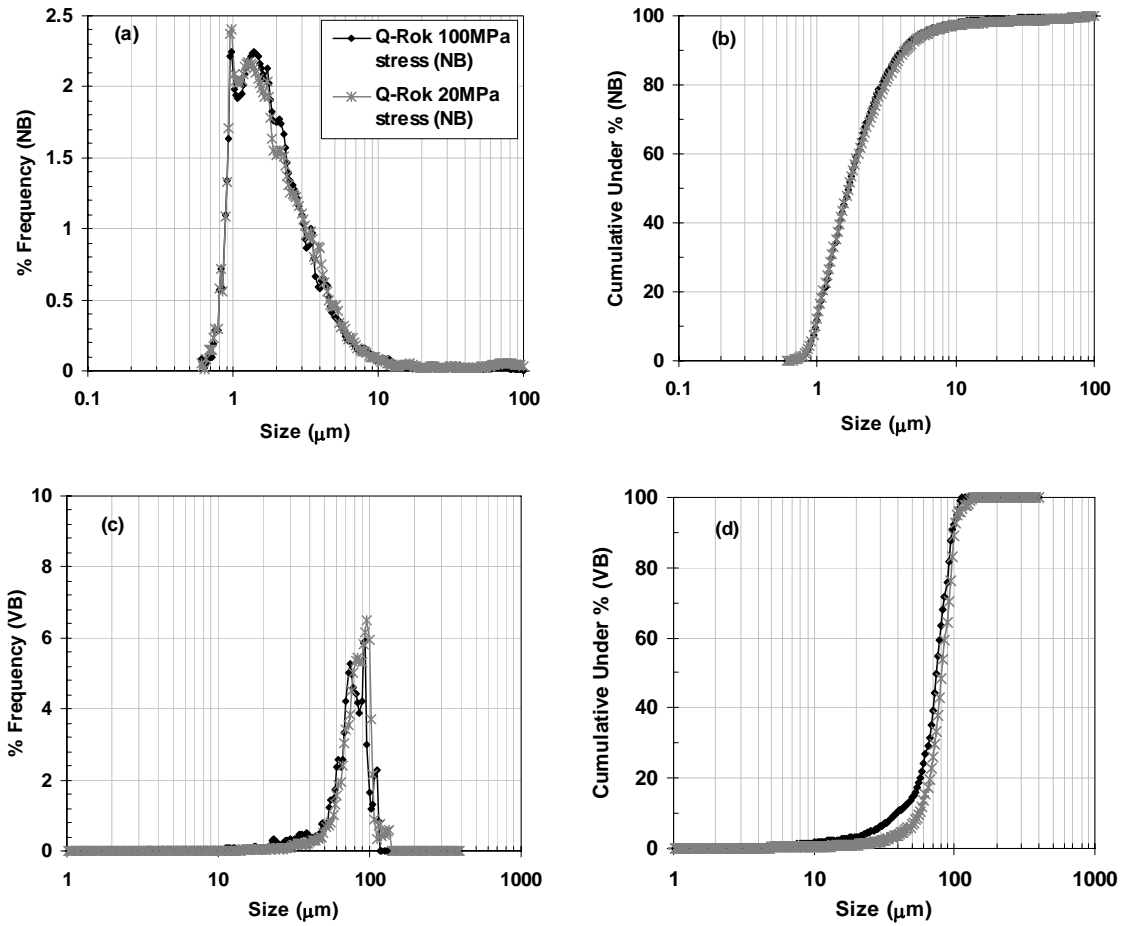 (a)
Q-Rok 100MPa
stress (NB)
Q-Rok 20MPa
stress (NB)
% Frequency (NB)
2.5
2
1.5
1
0.5
0
0.1
1
10
100
Size (μm)
(b)
Cumulative Under % (NB)
100
80
60
40
20
0
0.1
1
10
100
Size (μm)
(c)
% Frequency (VB)
10
8
6
4
2
0
1
10
100
1000
Size (μm)
(d)
Cumulative Under % (VB)
100
80
60
40
20
0
1
10
100
1000
Size (μm)